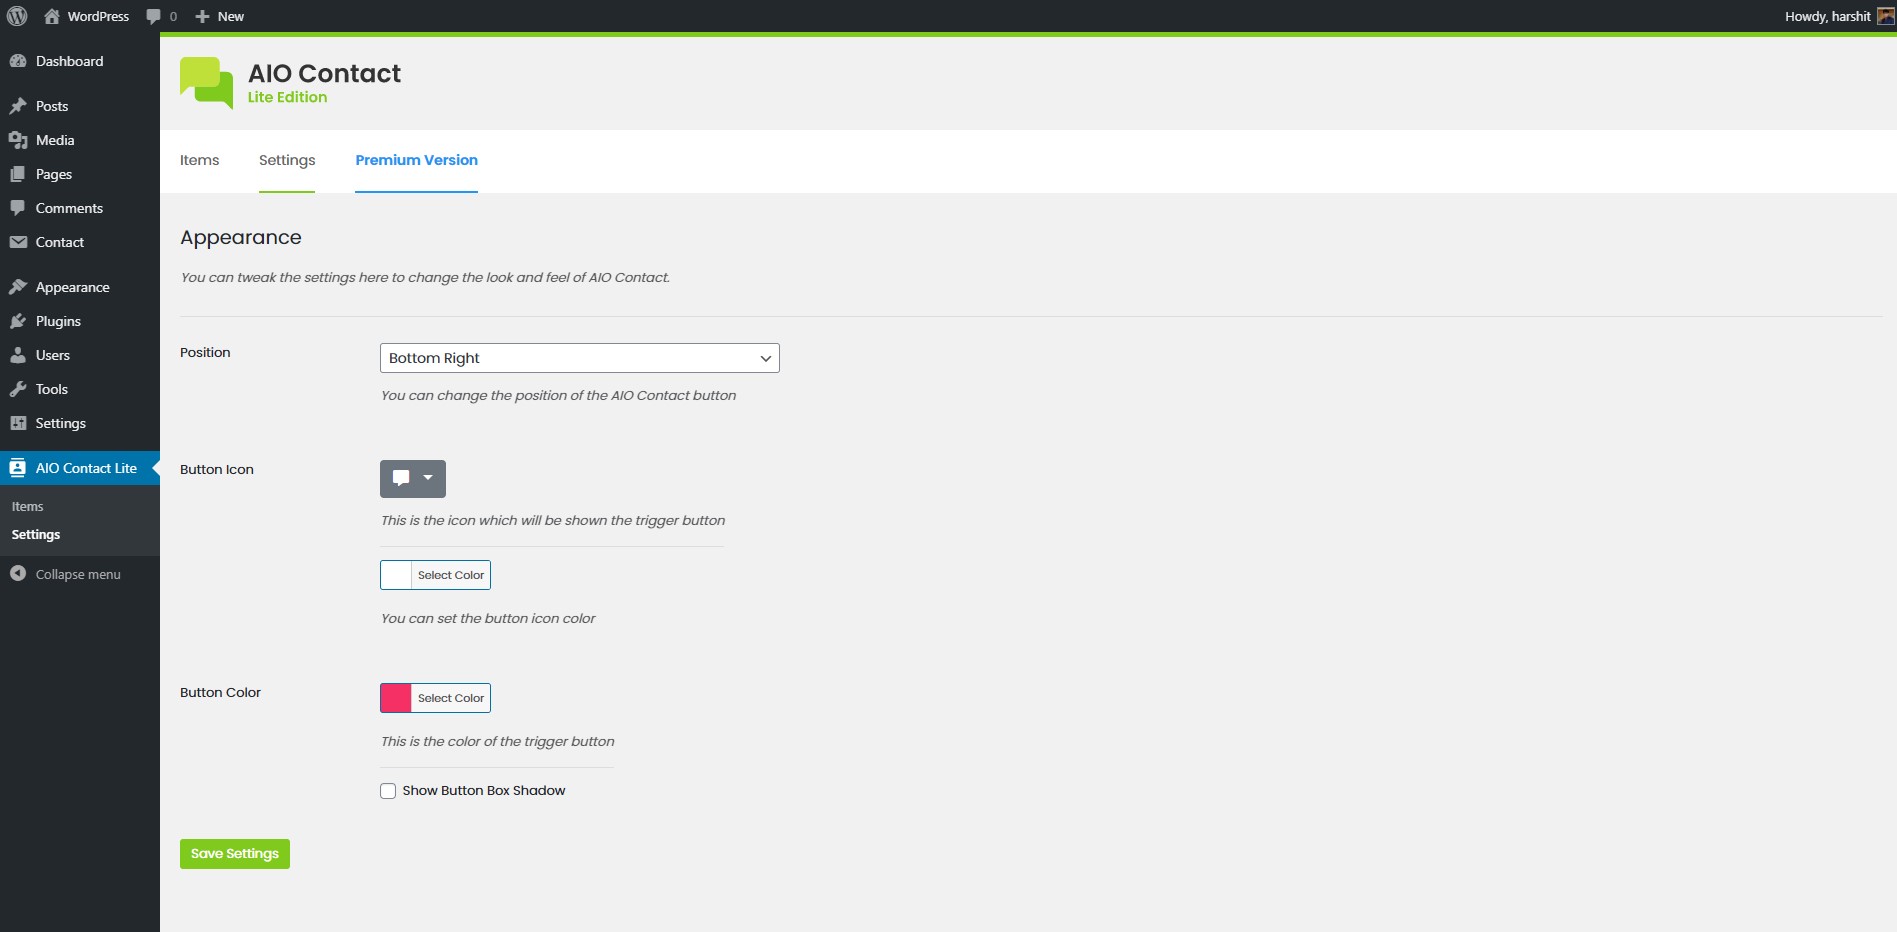 WordPress 0 New Howdy, harshit
Dashboard
Posts
Media
Pages
Comments
Contact
Appearance
Plugins
Users
Tools
Settings
AIO Contact Lite
Items
Settings
Collapse menu
AIO Contact
Lite Edition
Items Settings Premium Version
Appearance
You can tweak the settings here to change the look and feel of AIO Contact.
Position Bottom Right
You can change the position of the AIO Contact button
Button Icon
This is the icon which will be shown the trigger button
Select Color
You can set the button icon color
Button Color Select Color
This is the color of the trigger button
Show Button Box Shadow
Save Settings